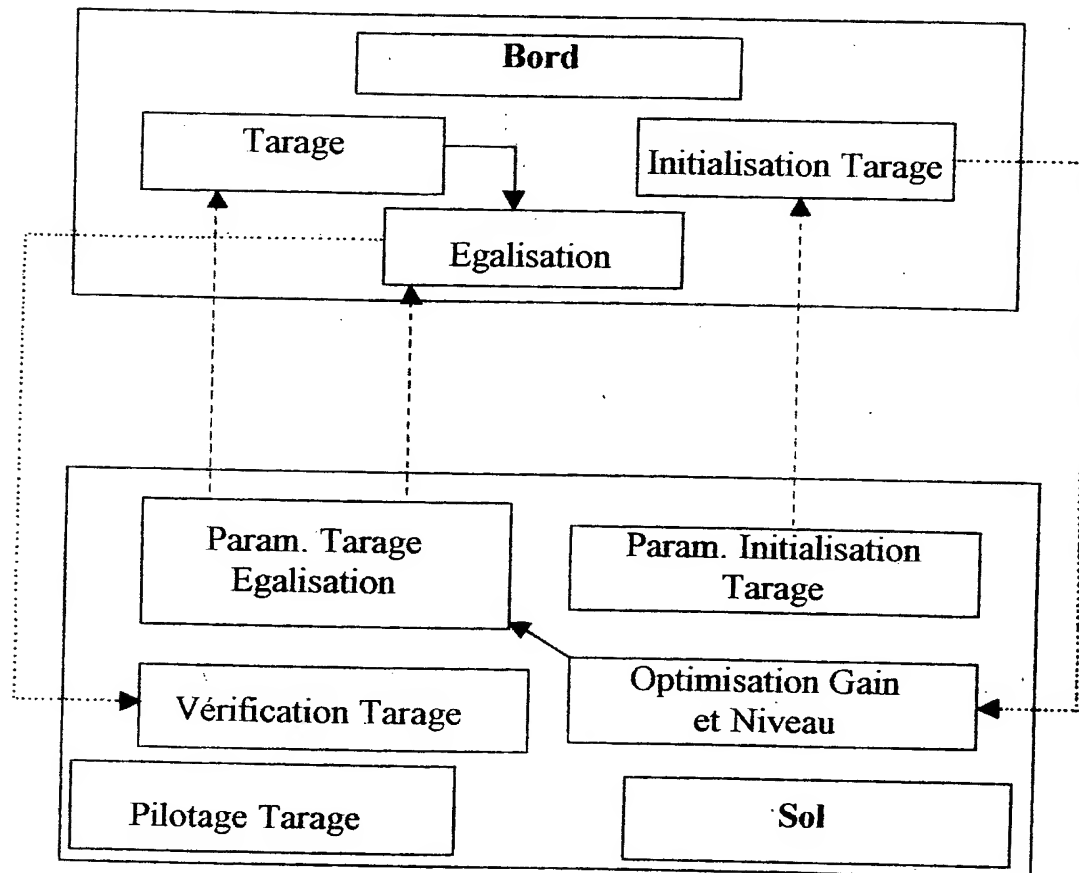 Bord
Tarage
Initialisation Tarage
Egalisation
Param. Tarage
Egalisation
Param. Initialisation
Tarage
Vérification Tarage
Optimisation Gain
et Niveau
Pilotage Tarage
Sol